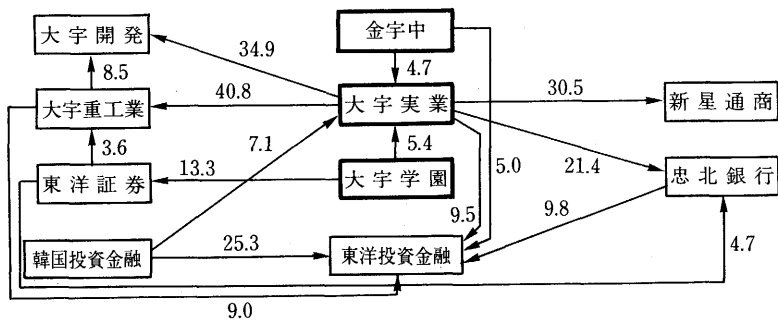 金宇中
大宇開発
34.9
4.7
8.5
大宇重工業
40.8
大宇実業
30.5
新星通商
3.6
7.1
5.4
5.0
21.4
東洋証券
13.3
大宇学園
忠北銀行
9.5
9.8
4.7
韓国投資金融
25.3
東洋投資金融
9.0